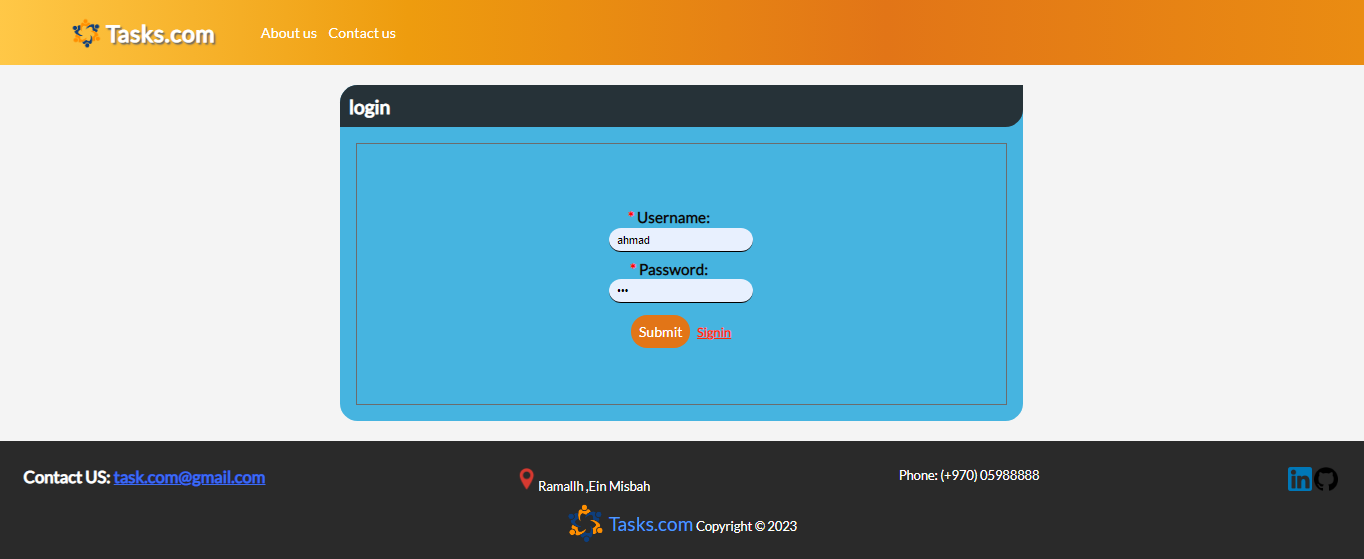 Tasks.com About us Contact us
login
* Username:
ahmad
* Password:
•••
Submit Signin
Contact US: task.com@gmail.com
Ramallh ,Ein Misbah
Phone: (+970) 05988888
Tasks.com Copyright © 2023